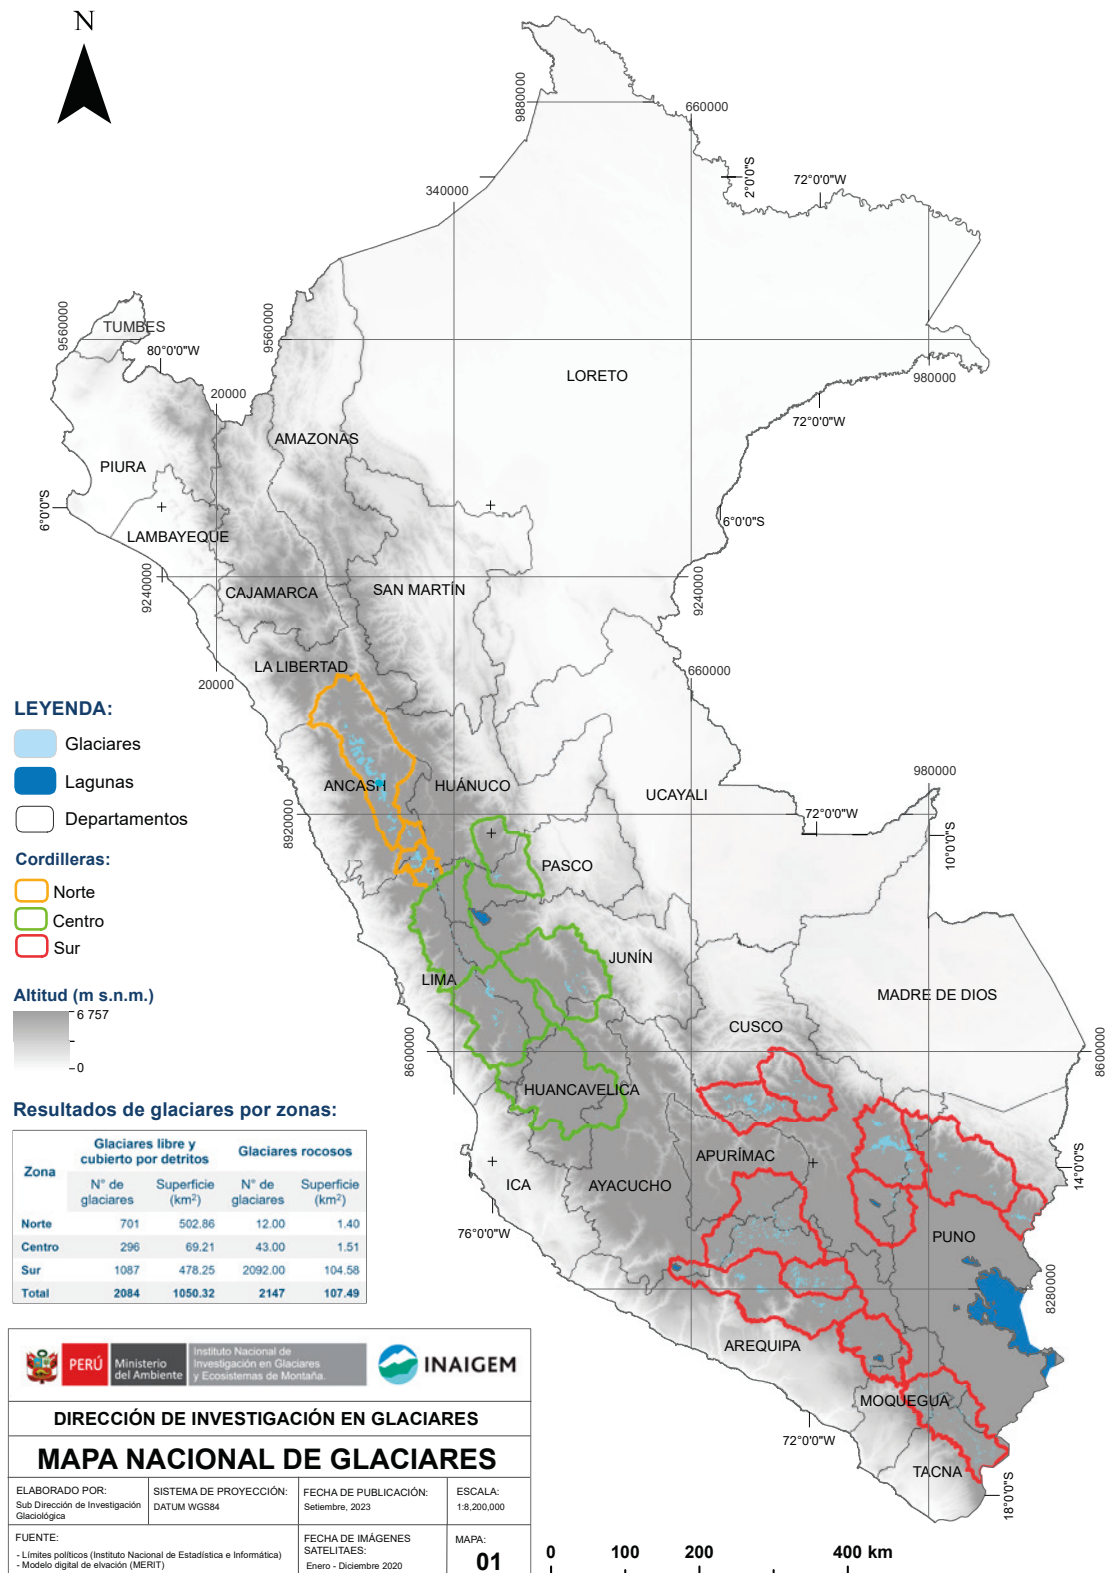 N
9880000
660000
2°0'0"S
72°0'0"W
340000
9560000
TUMBES
80°0'0"W
9560000
20000
LORETO
980000
72°0'0"W
AMAZONAS
PIURA
6°0'0"S
LAMBAYEQUE
6°0'0"S
9240000
CAJAMARCA
SAN MARTÍN
9240000
LA LIBERTAD
20000
660000
LEYENDA:
Glaciares
Lagunas
Departamentos
ANCASH
HUÁNUCO
UCAYALI
980000
8920000
72°0'0"W
10°0'0"S
PASCO
Cordilleras:
Norte
Centro
Sur
LIMA
JUNÍN
MADRE DE DIOS
Altitud (m s.n.m.)
6 757
0
CUSCO
8600000
8600000
HUANCAVELICA
APURÍMAC
14°0'0"S
ICA
AYACUCHO
76°0'0"W
PUNO
8280000
AREQUIPA
MOQUEGUA
72°0'0"W
TACNA
18°0'0"S
Resultados de glaciares por zonas:
Zona
Glaciares libre y cubierto por detritos
Glaciares rocosos
N° de glaciares
Superficie (km²)
N° de glaciares
Superficie (km²)
Norte 701 502.86 12.00 1.40
Centro 296 69.21 43.00 1.51
Sur 1087 478.25 2092.00 104.58
Total 2084 1050.32 2147 107.49
PERÚ
Ministerio
del Ambiente
Instituto Nacional de
Investigación en Glaciares
y Ecosistemas de Montaña.
INAIGEM
DIRECCIÓN DE INVESTIGACIÓN EN GLACIARES
MAPA NACIONAL DE GLACIARES
ELABORADO POR:
Sub Dirección de Investigación
Glaciológica
SISTEMA DE PROYECCIÓN:
DATUM WGS84
FECHA DE PUBLICACIÓN:
Setiembre, 2023
ESCALA:
1:8,200,000
FUENTE:
- Límites políticos (Instituto Nacional de Estadística e Informática)
- Modelo digital de elvación (MERIT)
FECHA DE IMÁGENES
SATELITAES:
Enero - Diciembre 2020
MAPA:
01
0 100 200 400 km